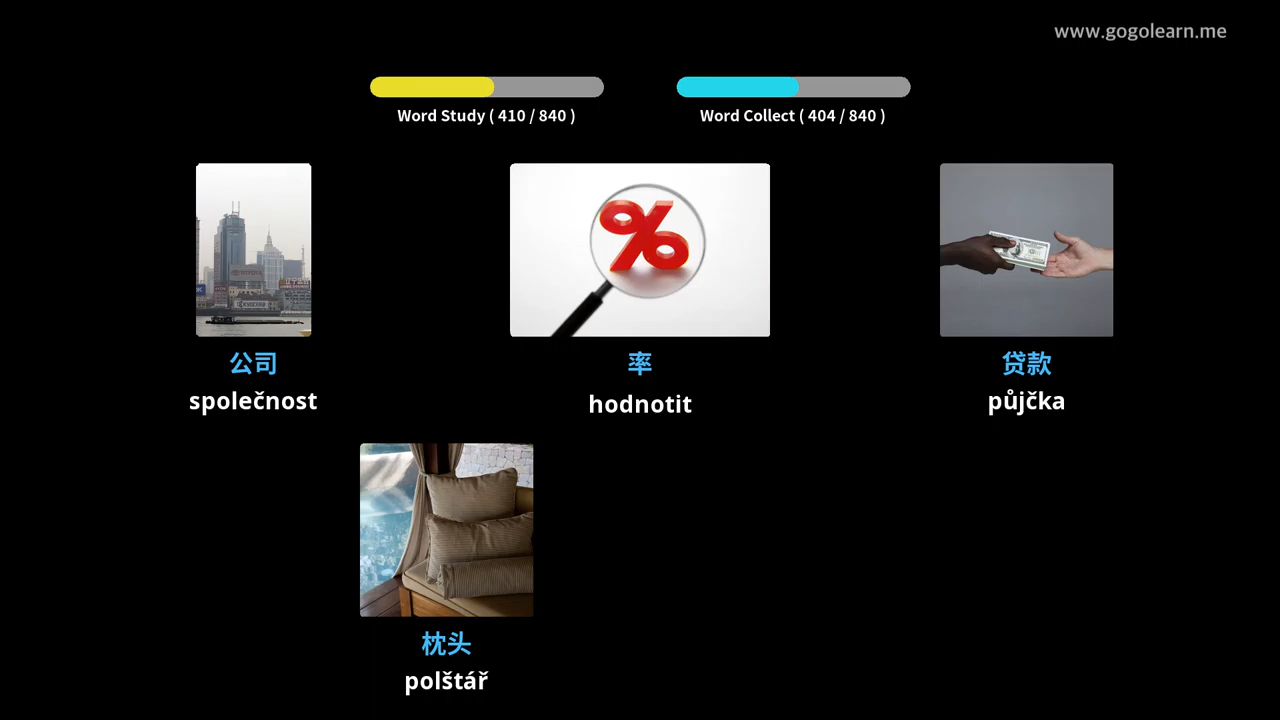 www.gogolearn.me
Word Study ( 410 / 840 )
Word Collect ( 404 / 840 )
公司
společnost
率
hodnotit
贷款
půjčka
枕头
polštář